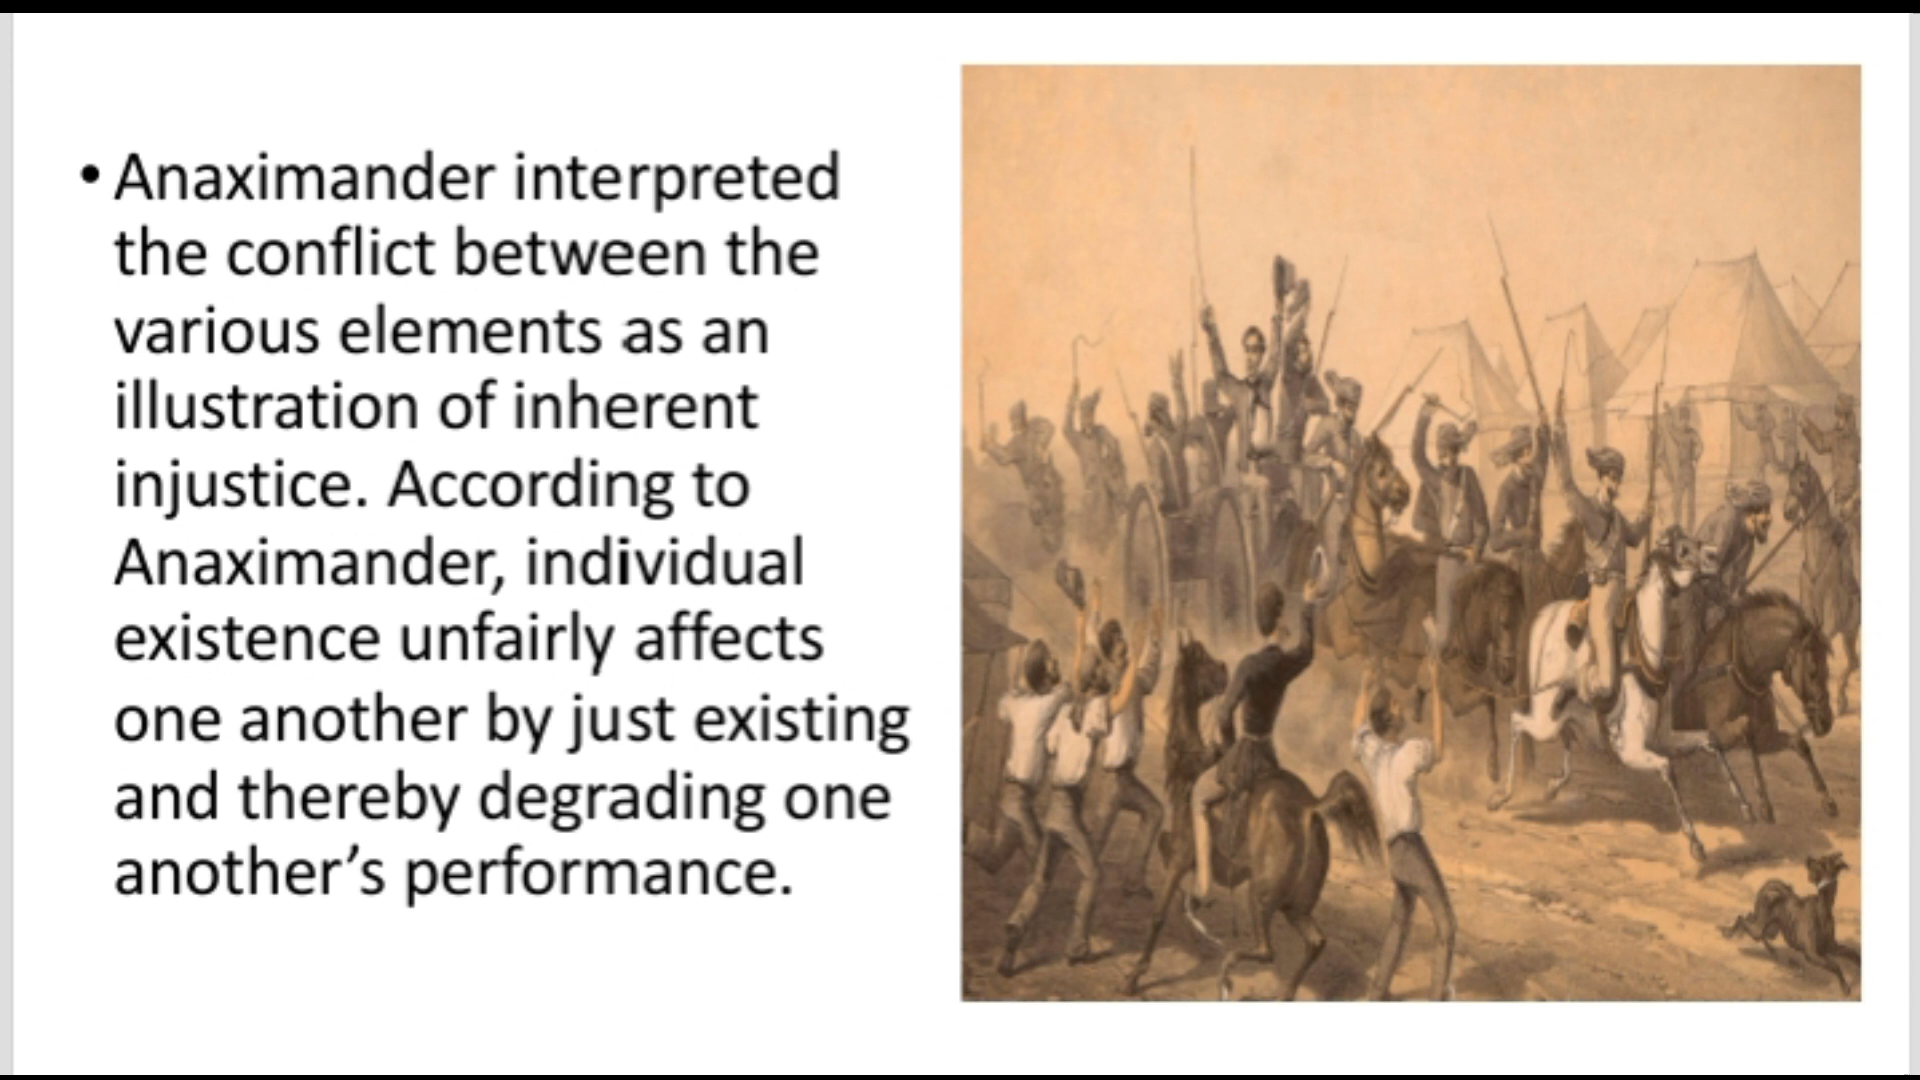 • Anaximander interpreted
the conflict between the
various elements as an
illustration of inherent
injustice. According to
Anaximander, individual
existence unfairly affects
one another by just existing
and thereby degrading one
another’s performance.